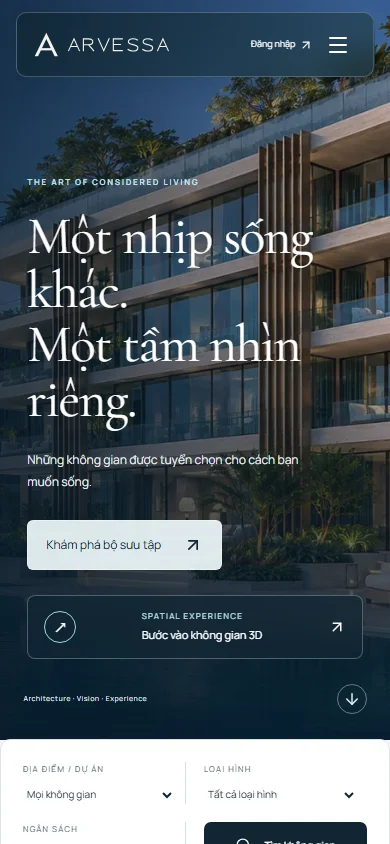 ARVESSA
Đăng nhập
THE ART OF CONSIDERED LIVING
Một nhịp sống
khác.
Một tầm nhìn
riêng.
Những không gian được tuyển chọn cho cách bạn
muốn sống.
Khám phá bộ sưu tập
SPATIAL EXPERIENCE
Bước vào không gian 3D
Architecture · Vision · Experience
ĐỊA ĐIỂM / DỰ ÁN
LOẠI HÌNH
Mọi không gian
Tất cả loại hình
NGÂN SÁCH
Tìm không gian